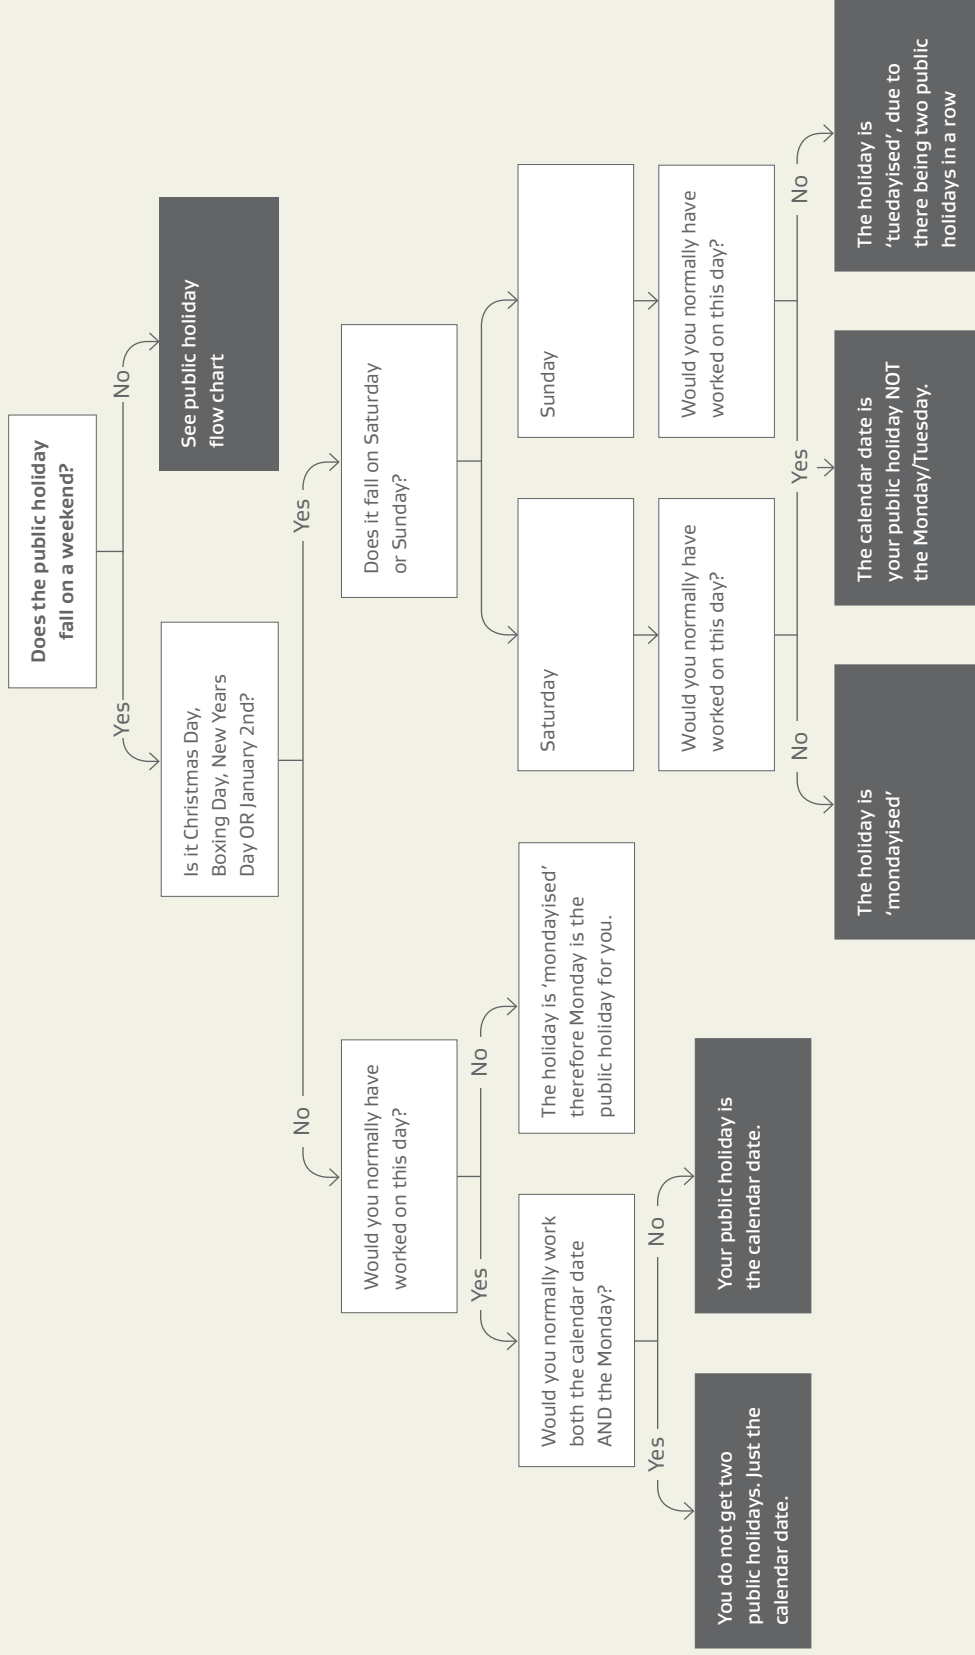 Does the public holiday
fall on a weekend?
Yes
No
Is it Christmas Day,
Boxing Day, New Years
Day OR January 2nd?
See public holiday
flow chart
No
Yes
Would you normally have
worked on this day?
Does it fall on Saturday
or Sunday?
Yes
No
Would you normally work
both the calendar date
AND the Monday?
The holiday is ‘mondayised’
therefore Monday is the
public holiday for you.
Saturday
Sunday
Yes
No
Would you normally have
worked on this day?
Would you normally have
worked on this day?
You do not get two
public holidays. Just the
calendar date.
Your public holiday is
the calendar date.
No
Yes
No
The holiday is
‘mondayised’
The calendar date is
your public holiday NOT
the Monday/Tuesday.
The holiday is
‘tuedayised’, due to
there being two public
holidays in a row